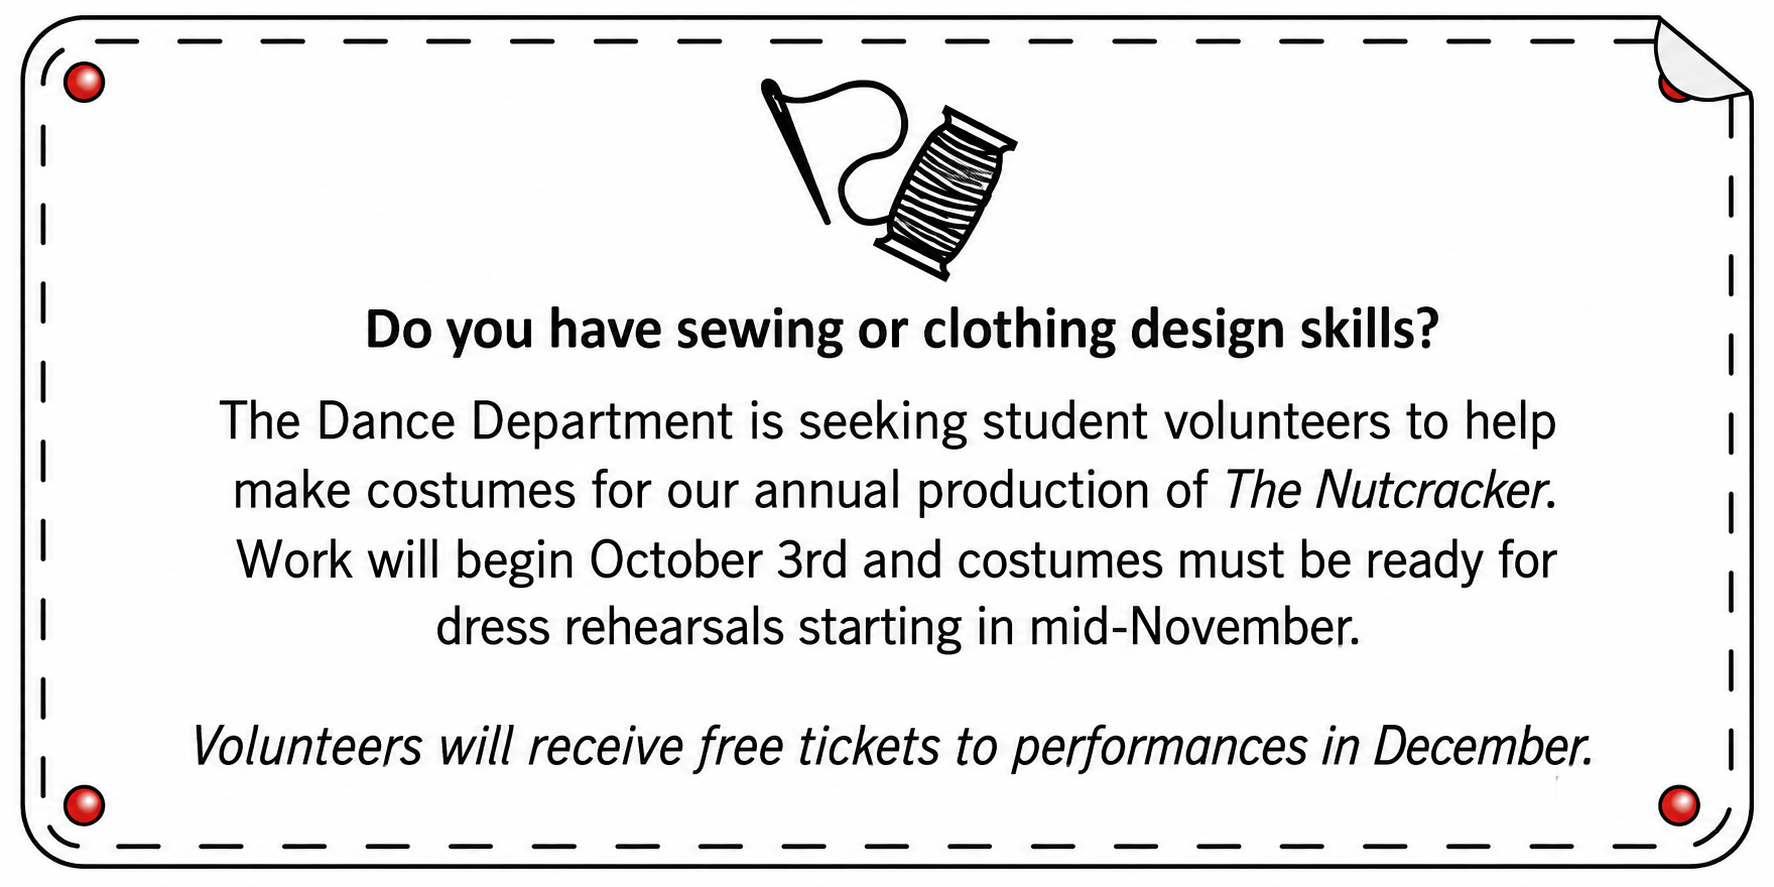 Do you have sewing or clothing design skills?
The Dance Department is seeking student volunteers to help
make costumes for our annual production of The Nutcracker.
Work will begin October 3rd and costumes must be ready for
dress rehearsals starting in mid-November.
Volunteers will receive free tickets to performances in December.